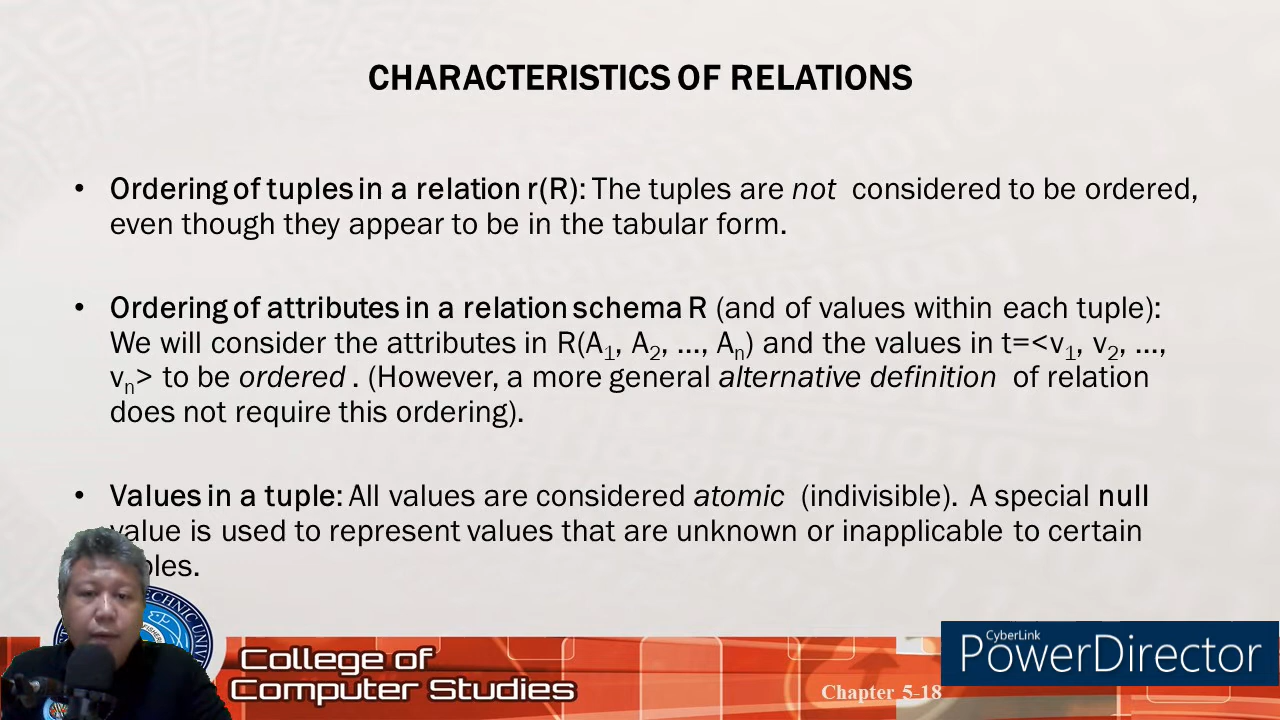 CHARACTERISTICS OF RELATIONS
• Ordering of tuples in a relation r(R): The tuples are not considered to be ordered,
even though they appear to be in the tabular form.
• Ordering of attributes in a relation schema R (and of values within each tuple):
We will consider the attributes in R(A1, A2, ..., An) and the values in t=<v1, v2, ...,
vn> to be ordered . (However, a more general alternative definition of relation
does not require this ordering).
• Values in a tuple: All values are considered atomic (indivisible). A special null
value is used to represent values that are unknown or inapplicable to certain
College of
Computer Studies
Chapter 5-18
CyberLink
PowerDirector